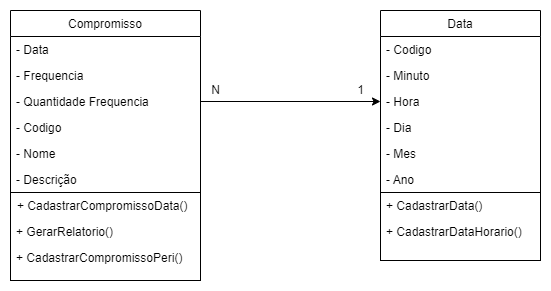 Compromisso
- Data
- Frequencia
- Quantidade Frequencia
- Codigo
- Nome
- Descrição
+ CadastrarCompromissoData()
+ GerarRelatorio()
+ CadastrarCompromissoPeri()
N
1
Data
- Codigo
- Minuto
- Hora
- Dia
- Mes
- Ano
+ CadastrarData()
+ CadastrarDataHorario()